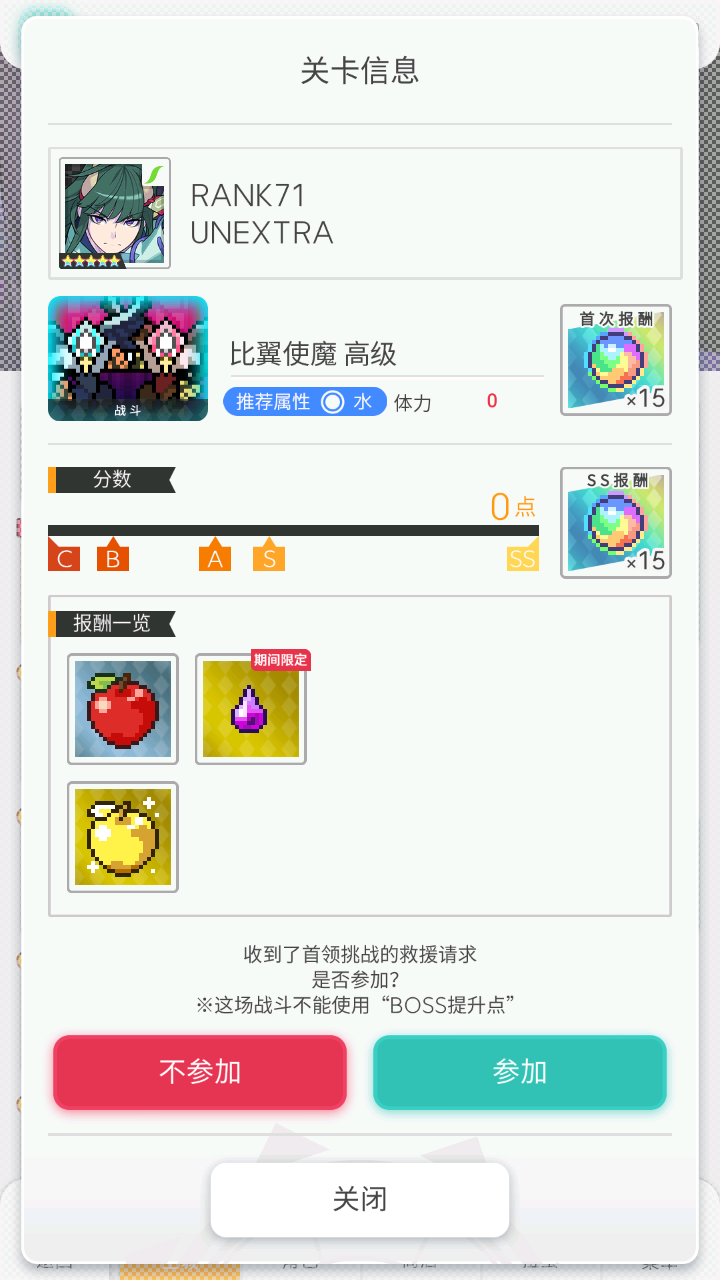 关卡信息
RANK71
UNEXTRA
首次报酬
×15
比翼使魔 高级
战斗
推荐属性 水 体力 0
分数
SS报酬
×15
0点
C B A S SS
报酬一览
期间限定
收到了首领挑战的救援请求
是否参加?
※这场战斗不能使用“BOSS提升点”
不参加 参加
关闭